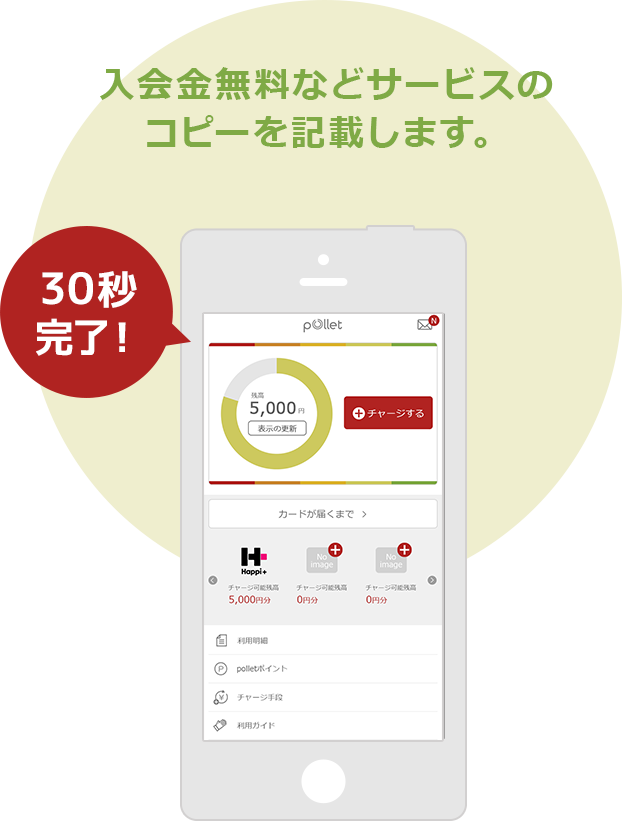 入会金無料などサービスの
コピーを記載します。
30秒
完了！
pollet
N
残高
5,000円
表示の更新
チャージする
カードが届くまで
H+
Happi+
チャージ可能残高
5,000円分
No image
チャージ可能残高
0円分
No image
チャージ可能残高
0円分
利用明細
P
polletポイント
¥
チャージ手段
利用ガイド